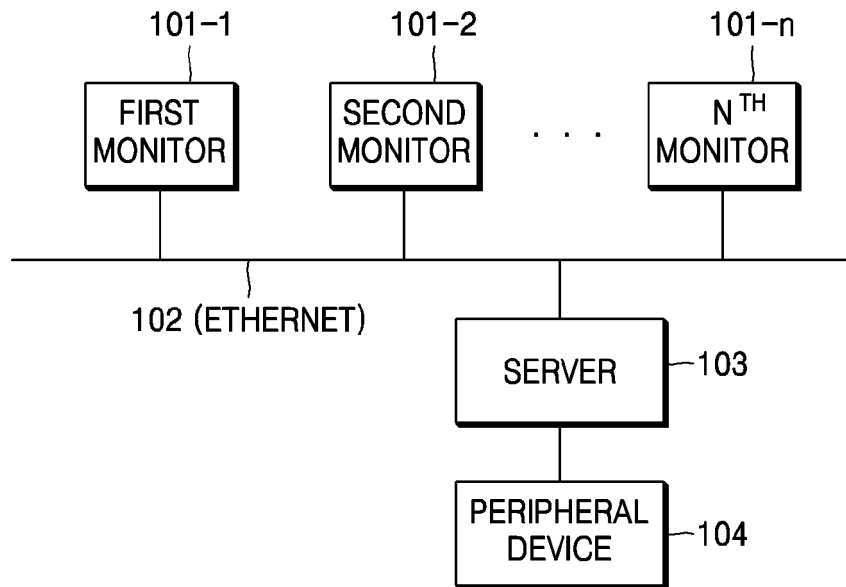 101-1
101-2
101-n
FIRST
MONITOR
SECOND
MONITOR
. . .
N^TH
MONITOR
102 (ETHERNET)
SERVER
103
PERIPHERAL
DEVICE
104